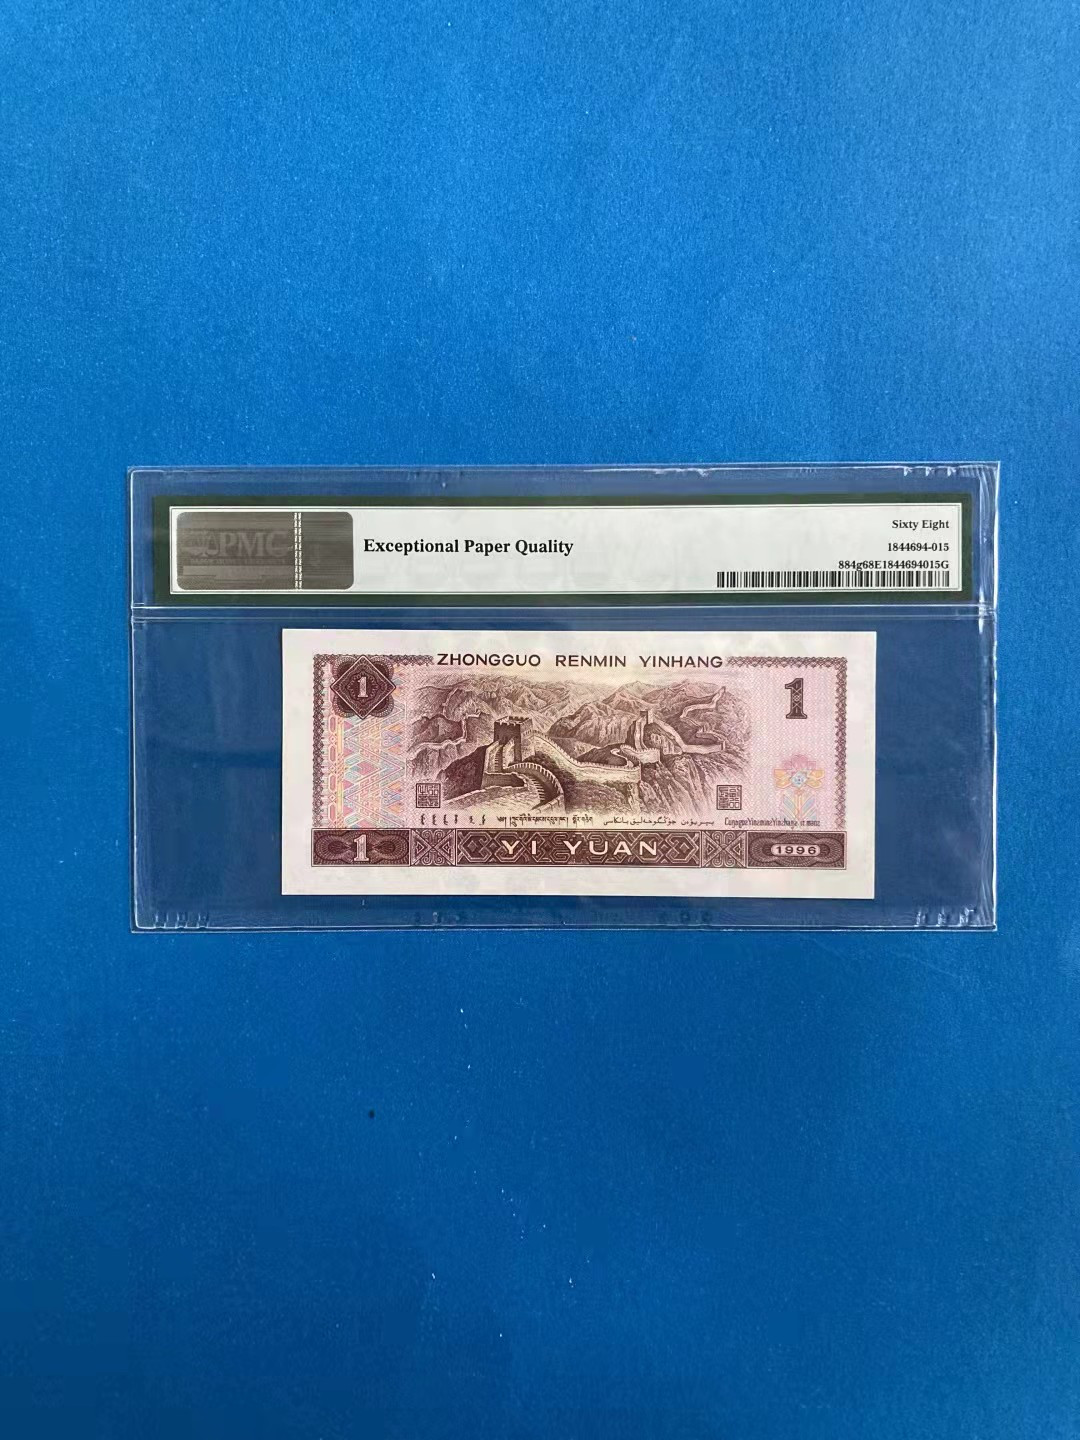 PMG
Exceptional Paper Quality
Sixty Eight
1844694-015
884g68E1844694015G
ZHONGGUO RENMIN YINHANG
1
1
1
YI YUAN
1996